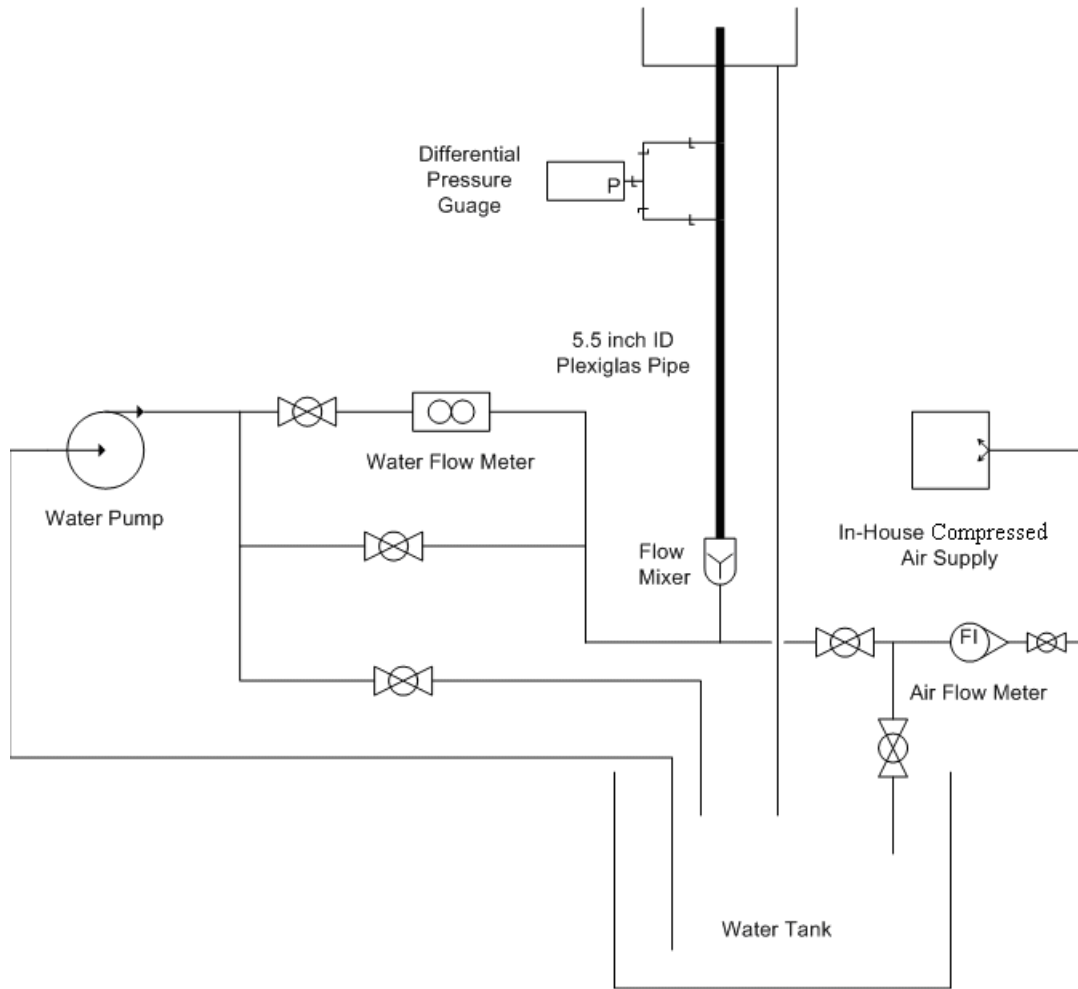 Differential
Pressure
Guage
P
5.5 inch ID
Plexiglas Pipe
Water Flow Meter
Water Pump
In-House Compressed
Air Supply
Flow
Mixer
FI
Air Flow Meter
Water Tank